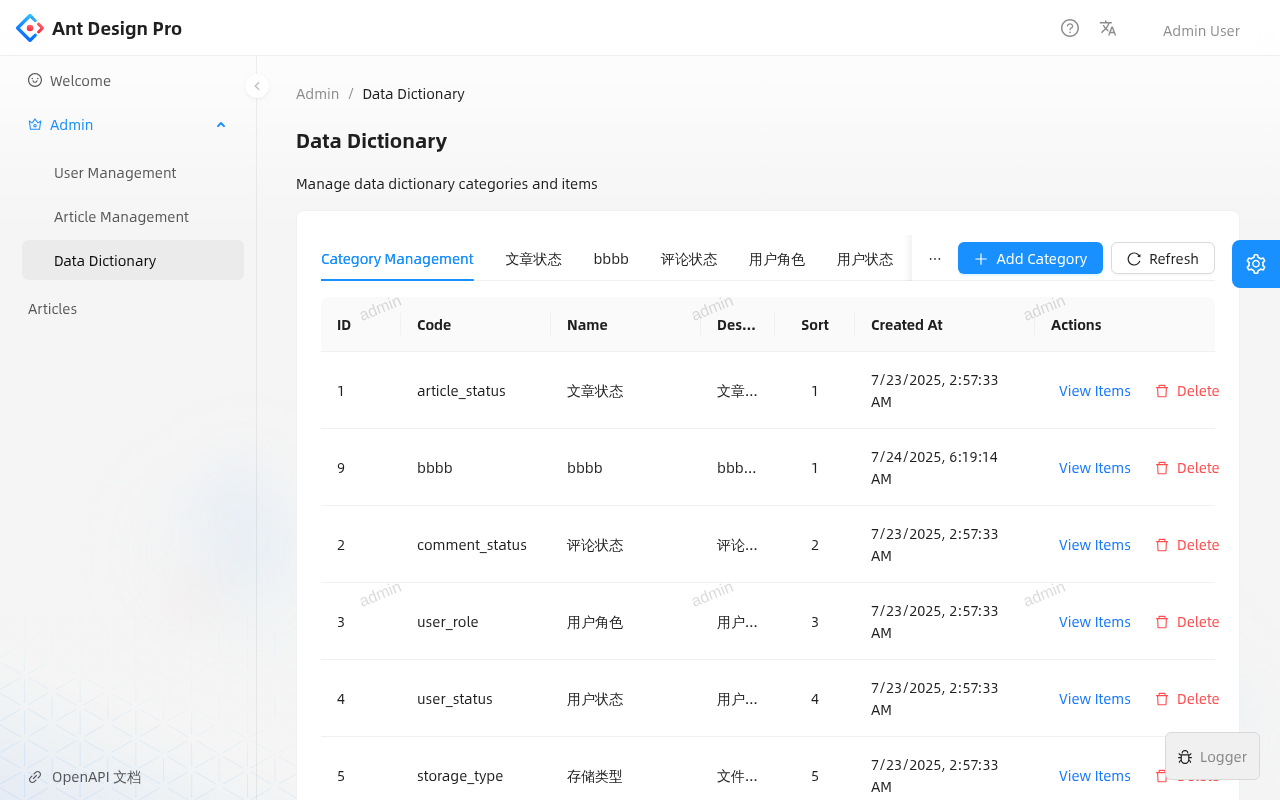 Ant Design Pro
Admin User
Welcome
Admin
User Management
Article Management
Data Dictionary
Articles
OpenAPI 文档
Admin / Data Dictionary
Data Dictionary
Manage data dictionary categories and items
Category Management 文章状态 bbbb 评论状态 用户角色 用户状态 ... Add Category Refresh
admin admin admin
ID Code Name Des... Sort Created At Actions
1 article_status 文章状态 文章... 1 7/23/2025, 2:57:33 AM View Items Delete
9 bbbb bbbb bbb... 1 7/24/2025, 6:19:14 AM View Items Delete
2 comment_status 评论状态 评论... 2 7/23/2025, 2:57:33 AM View Items Delete
admin admin admin
3 user_role 用户角色 用户... 3 7/23/2025, 2:57:33 AM View Items Delete
4 user_status 用户状态 用户... 4 7/23/2025, 2:57:33 AM View Items Delete
5 storage_type 存储类型 文件... 5 7/23/2025, 2:57:33 AM View Items
Logger